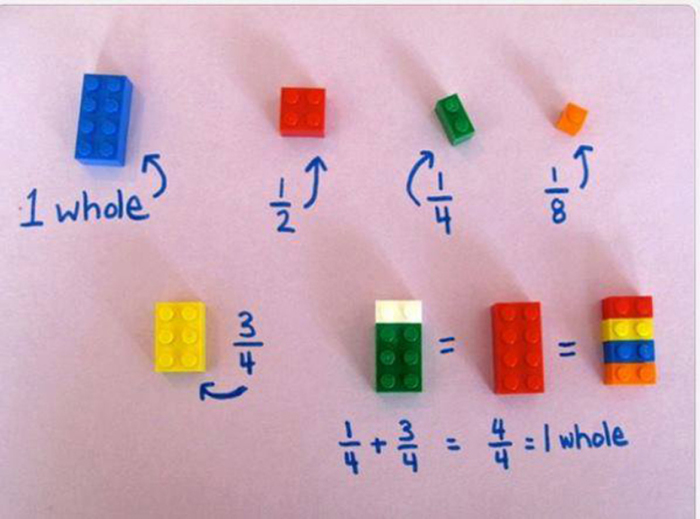 1 whole
1/2
1/4
1/8
3/4
= =
1/4 + 3/4 = 4/4 = 1 whole